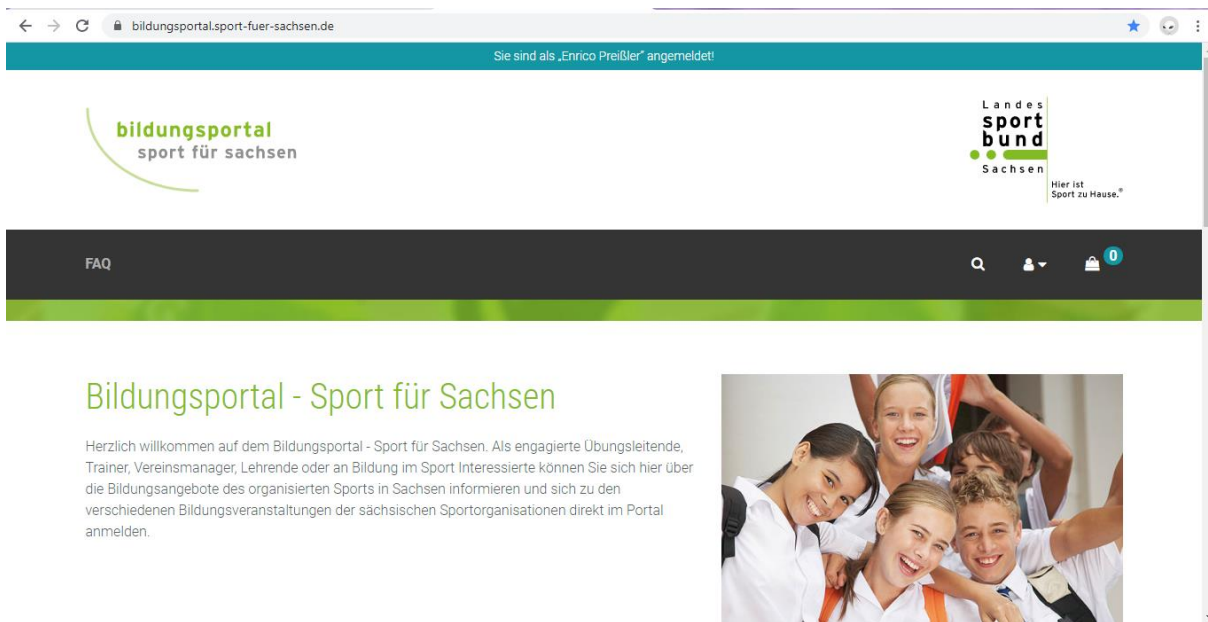 bildungsportal.sport-fuer-sachsen.de
Sie sind als „Enrico Preißler“ angemeldet!
bildungsportal
sport für sachsen
Landes
sport
bund
Sachsen
Hier ist
Sport zu Hause.®
FAQ
0
Bildungsportal - Sport für Sachsen
Herzlich willkommen auf dem Bildungsportal - Sport für Sachsen. Als engagierte Übungsleitende,
Trainer, Vereinsmanager, Lehrende oder an Bildung im Sport Interessierte können Sie sich hier über
die Bildungsangebote des organisierten Sports in Sachsen informieren und sich zu den
verschiedenen Bildungsveranstaltungen der sächsischen Sportorganisationen direkt im Portal
anmelden.